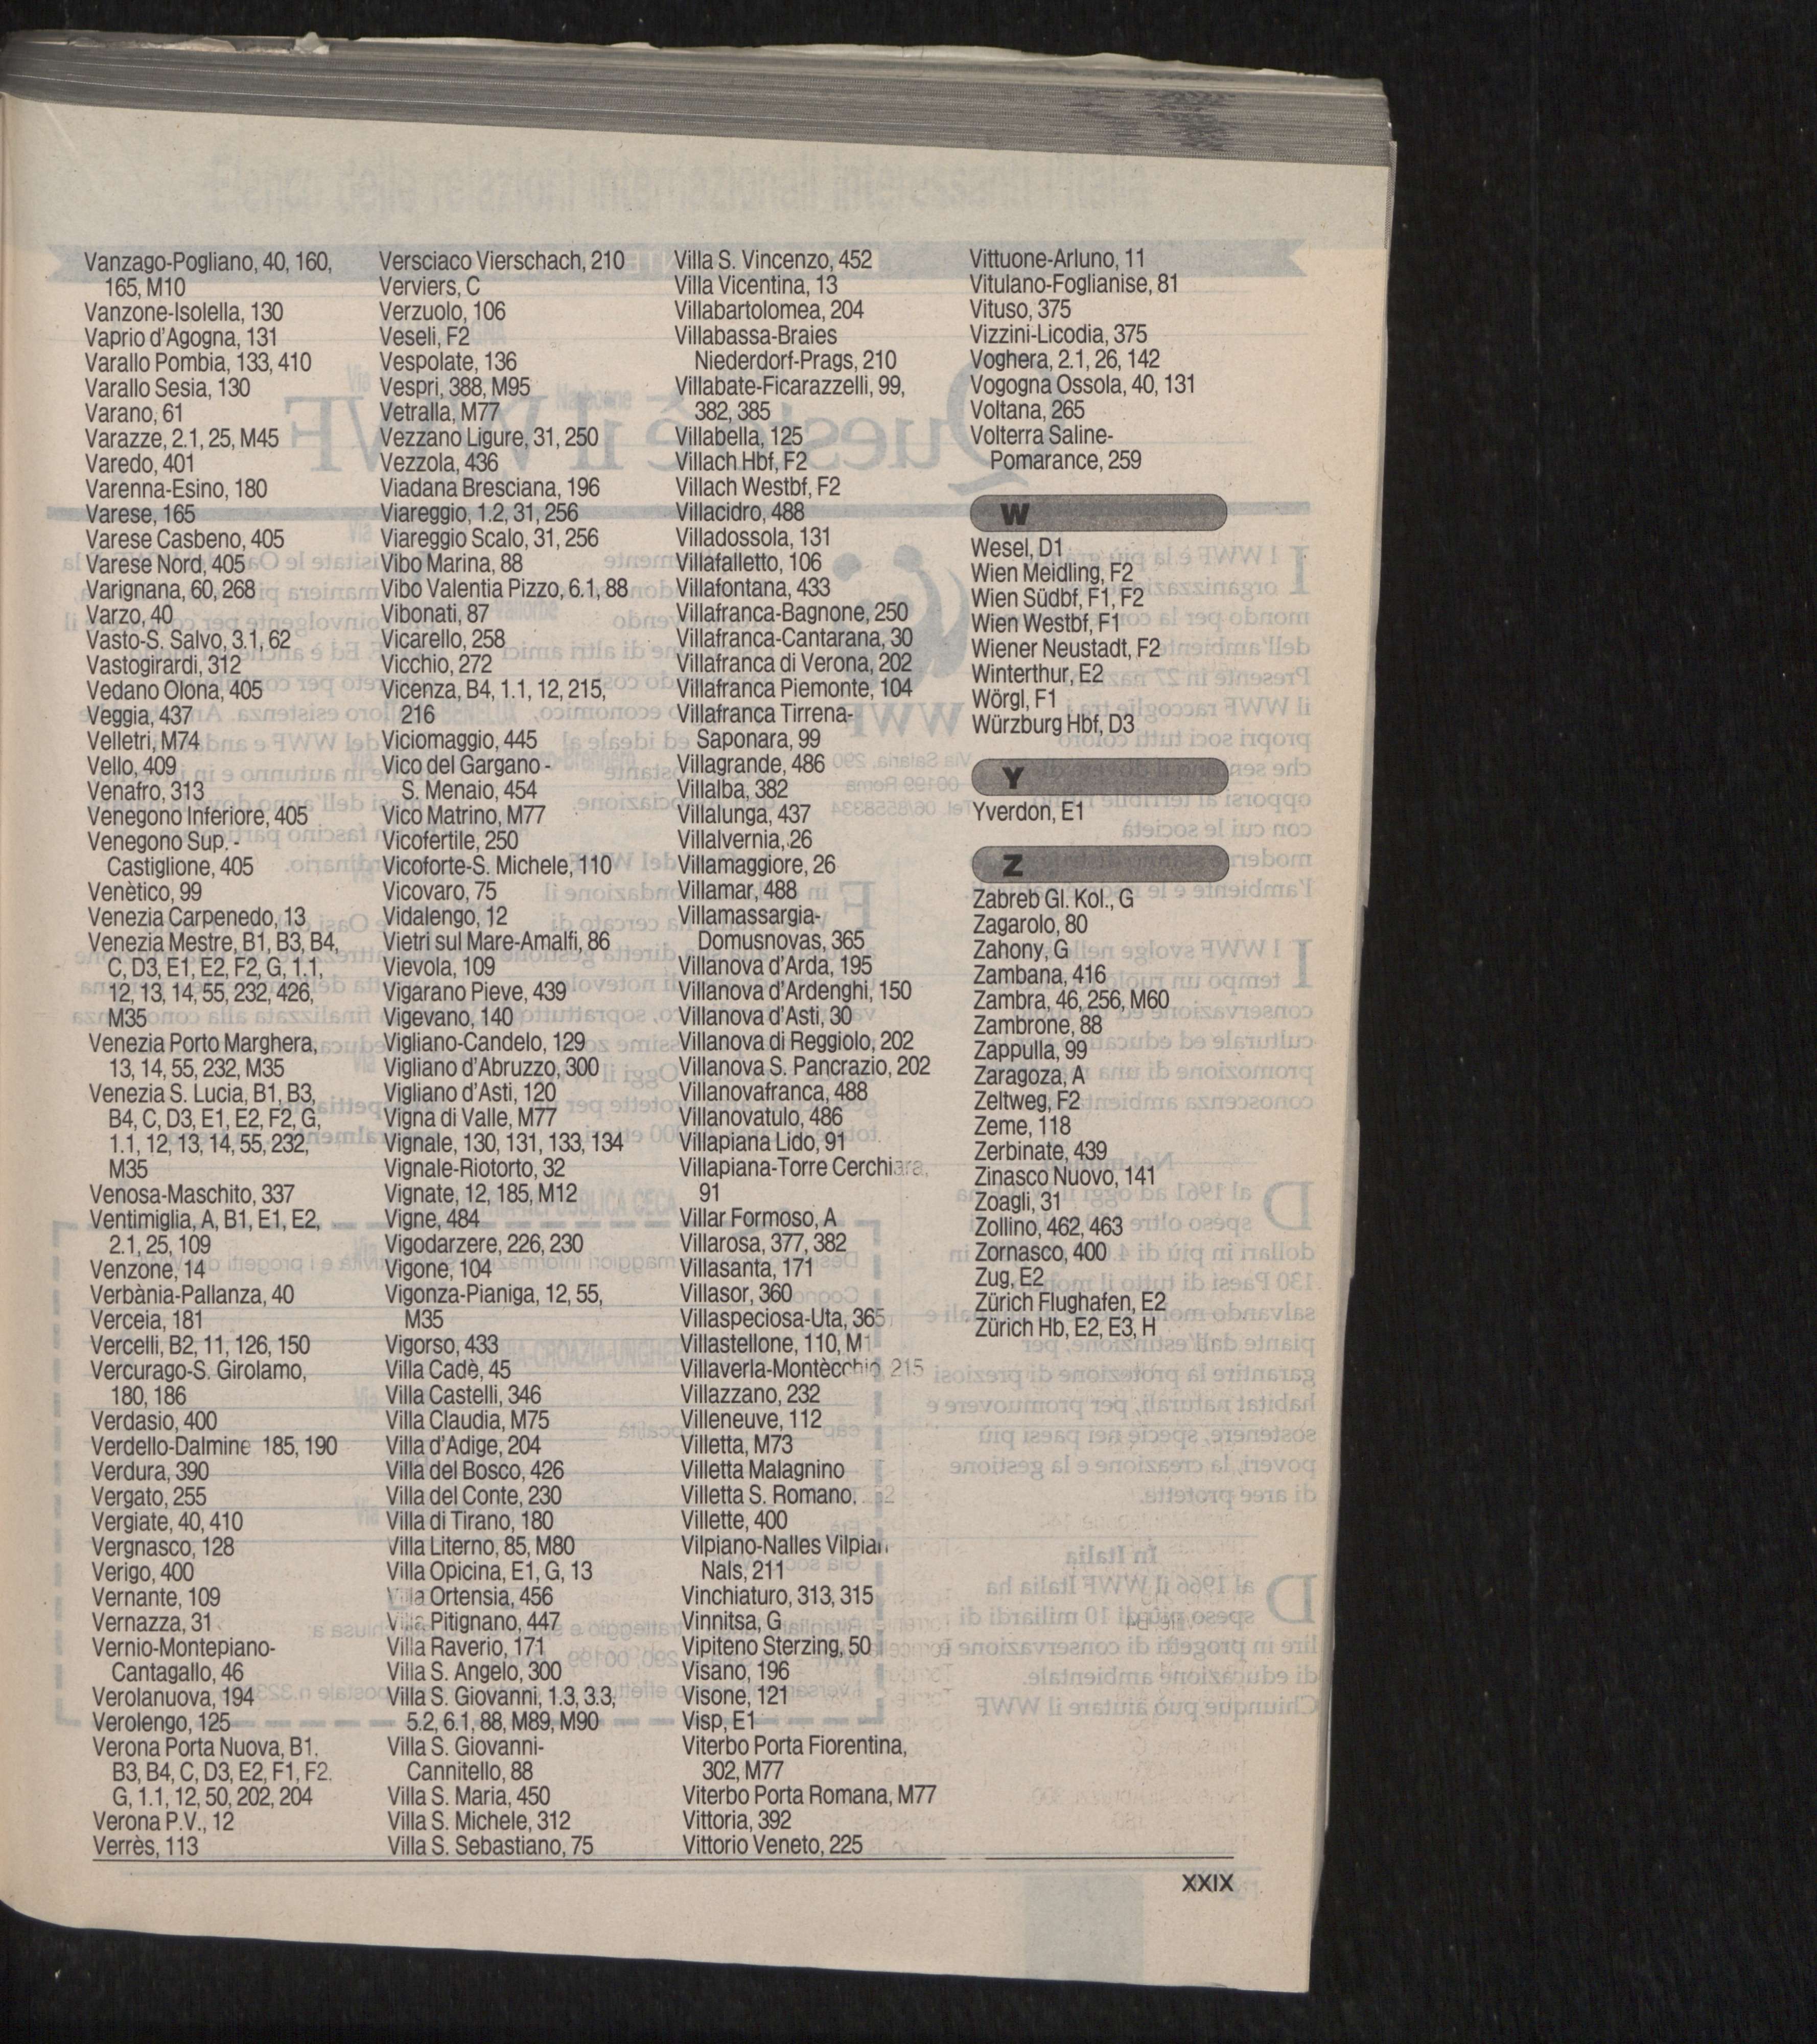 Vanzago-Pogliano, 40, 160,
165, M10
Vanzone-Isolella, 130
Vaprio d'Agogna, 131
Varallo Pombia, 133, 410
Varallo Sesia, 130
Varano, 61
Varazze, 2.1, 25, M45
Varedo, 401
Varenna-Esino, 180
Varese, 165
Varese Casbeno, 405
Varese Nord, 405
Varignana, 60, 268
Varzo, 40
Vasto-S. Salvo, 3.1, 62
Vastogirardi, 312
Vedano Olona, 405
Veggia, 437
Velletri, M74
Vello, 409
Venafro, 313
Venegono Inferiore, 405
Venegono Sup. -
Castiglione, 405
Venètico, 99
Venezia Carpenedo, 13
Venezia Mestre, B1, B3, B4,
C, D3, E1, E2, F2, G, 1.1,
12, 13, 14, 55, 232, 426,
M35
Venezia Porto Marghera,
13, 14, 55, 232, M35
Venezia S. Lucia, B1, B3,
B4, C, D3, E1, E2, F2, G,
1.1, 12, 13, 14, 55, 232,
M35
Venosa-Maschito, 337
Ventimiglia, A, B1, E1, E2,
2.1, 25, 109
Venzone, 14
Verbània-Pallanza, 40
Verceia, 181
Vercelli, B2, 11, 126, 150
Vercurago-S. Girolamo,
180, 186
Verdasio, 400
Verdello-Dalmine 185, 190
Verdura, 390
Vergato, 255
Vergiate, 40, 410
Vergnasco, 128
Verigo, 400
Vernante, 109
Vernazza, 31
Vernio-Montepiano-
Cantagallo, 46
Verolanuova, 194
Verolengo, 125
Verona Porta Nuova, B1,
B3, B4, C, D3, E2, F1, F2,
G, 1.1, 12, 50, 202, 204
Verona P.V., 12
Verrès, 113
Versciaco Vierschach, 210
Verviers, C
Verzuolo, 106
Veseli, F2
Vespolate, 136
Vespri, 388, M95
Vetralla, M77
Vezzano Ligure, 31, 250
Vezzola, 436
Viadana Bresciana, 196
Viareggio, 1.2, 31, 256
Viareggio Scalo, 31, 256
Vibo Marina, 88
Vibo Valentia Pizzo, 6.1, 88
Vibonati, 87
Vicarello, 258
Vicchio, 272
Vicenza, B4, 1.1, 12, 215,
216
Viciomaggio, 445
Vico del Gargano -
S. Menaio, 454
Vico Matrino, M77
Vicofertile, 250
Vicoforte-S. Michele, 110
Vicovaro, 75
Vidalengo, 12
Vietri sul Mare-Amalfi, 86
Vievola, 109
Vigarano Pieve, 439
Vigevano, 140
Vigliano-Candelo, 129
Vigliano d'Abruzzo, 300
Vigliano d'Asti, 120
Vigna di Valle, M77
Vignale, 130, 131, 133, 134
Vignale-Riotorto, 32
Vignate, 12, 185, M12
Vigne, 484
Vigodarzere, 226, 230
Vigone, 104
Vigonza-Pianiga, 12, 55,
M35
Vigorso, 433
Villa Cadè, 45
Villa Castelli, 346
Villa Claudia, M75
Villa d'Adige, 204
Villa del Bosco, 426
Villa del Conte, 230
Villa di Tirano, 180
Villa Literno, 85, M80
Villa Opicina, E1, G, 13
Villa Ortensia, 456
Villa Pitignano, 447
Villa Raverio, 171
Villa S. Angelo, 300
Villa S. Giovanni, 1.3, 3.3,
5.2, 6.1, 88, M89, M90
Villa S. Giovanni-
Cannitello, 88
Villa S. Maria, 450
Villa S. Michele, 312
Villa S. Sebastiano, 75
Villa S. Vincenzo, 452
Villa Vicentina, 13
Villabartolomea, 204
Villabassa-Braies
Niederdorf-Prags, 210
Villabate-Ficarazzelli, 99,
382, 385
Villabella, 125
Villach Hbf, F2
Villach Westbf, F2
Villacidro, 488
Villadossola, 131
Villafalletto, 106
Villafontana, 433
Villafranca-Bagnone, 250
Villafranca-Cantarana, 30
Villafranca di Verona, 202
Villafranca Piemonte, 104
Villafranca Tirrena-
Saponara, 99
Villagrande, 486
Villalba, 382
Villalunga, 437
Villalvernia, 26
Villamaggiore, 26
Villamar, 488
Villamassargia-
Domusnovas, 365
Villanova d'Arda, 195
Villanova d'Ardenghi, 150
Villanova d'Asti, 30
Villanova di Reggiolo, 202
Villanova S. Pancrazio, 202
Villanovafranca, 488
Villanovatulo, 486
Villapiana Lido, 91
Villapiana-Torre Cerchiara,
91
Villar Formoso, A
Villarosa, 377, 382
Villasanta, 171
Villasor, 360
Villaspeciosa-Uta, 365
Villastellone, 110, M1
Villaverla-Montècchio, 215
Villazzano, 232
Villeneuve, 112
Villetta, M73
Villetta Malagnino
Villetta S. Romano,
Villette, 400
Vilpiano-Nalles Vilpian
Nals, 211
Vinchiaturo, 313, 315
Vinnitsa, G
Vipiteno Sterzing, 50
Visano, 196
Visone, 121
Visp, E1
Viterbo Porta Fiorentina,
302, M77
Viterbo Porta Romana, M77
Vittoria, 392
Vittorio Veneto, 225
Vittuone-Arluno, 11
Vitulano-Foglianise, 81
Vituso, 375
Vizzini-Licodia, 375
Voghera, 2.1, 26, 142
Vogogna Ossola, 40, 131
Voltana, 265
Volterra Saline-
Pomarance, 259
W
Wesel, D1
Wien Meidling, F2
Wien Südbf, F1, F2
Wien Westbf, F1
Wiener Neustadt, F2
Winterthur, E2
Wörgl, F1
Würzburg Hbf, D3
Y
Yverdon, E1
Z
Zabreb Gl. Kol., G
Zagarolo, 80
Zahony, G
Zambana, 416
Zambra, 46, 256, M60
Zambrone, 88
Zappulla, 99
Zaragoza, A
Zeltweg, F2
Zeme, 118
Zerbinate, 439
Zinasco Nuovo, 141
Zoagli, 31
Zollino, 462, 463
Zornasco, 400
Zug, E2
Zürich Flughafen, E2
Zürich Hb, E2, E3, H
XXIX